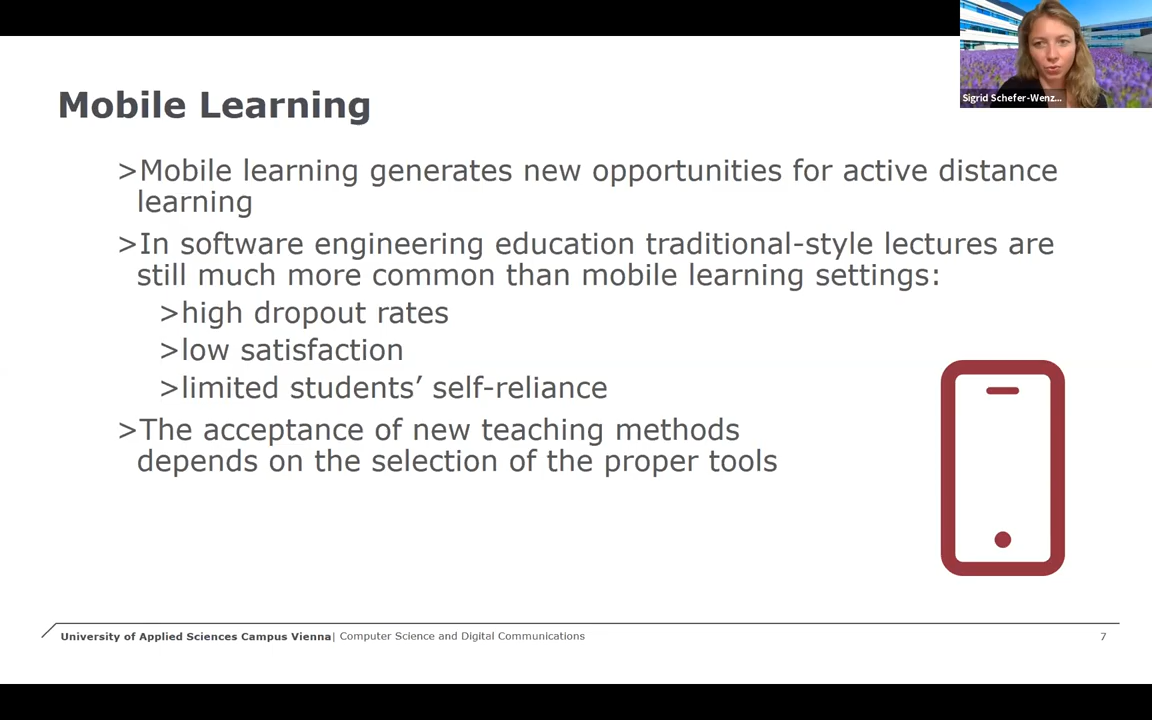 Sigrid Schefer-Wenz...
Mobile Learning
>Mobile learning generates new opportunities for active distance
learning
>In software engineering education traditional-style lectures are
still much more common than mobile learning settings:
>high dropout rates
>low satisfaction
>limited students’ self-reliance
>The acceptance of new teaching methods
depends on the selection of the proper tools
University of Applied Sciences Campus Vienna| Computer Science and Digital Communications
7